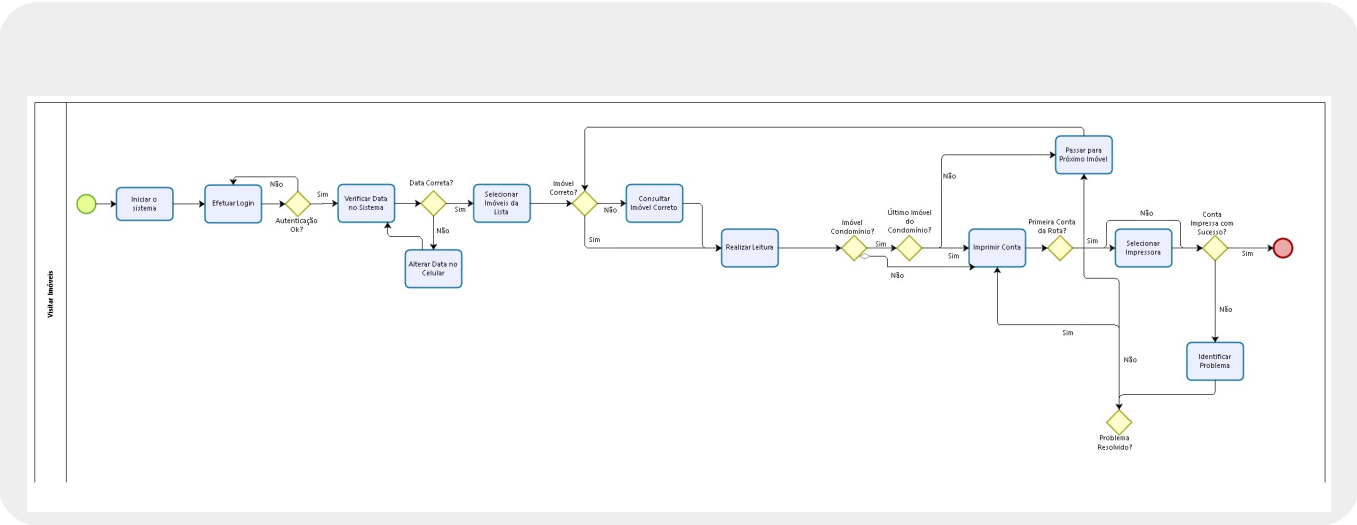 Visitar Imóveis
Iniciar o
sistema
Efetuar Login
Não
Autenticação
Ok?
Sim
Verificar Data
no Sistema
Data Correta?
Sim
Não
Alterar Data no
Celular
Selecionar
Imóveis da
Lista
Imóvel
Correto?
Não
Sim
Consultar
Imóvel Correto
Realizar Leitura
Imóvel
Condomínio?
Sim
Não
Último Imóvel
do
Condomínio?
Não
Sim
Imprimir Conta
Passar para
Próximo Imóvel
Primeira Conta
da Rota?
Sim
Não
Selecionar
Impressora
Conta
Impressa com
Sucesso?
Sim
Não
Identificar
Problema
Sim
Não
Problema
Resolvido?